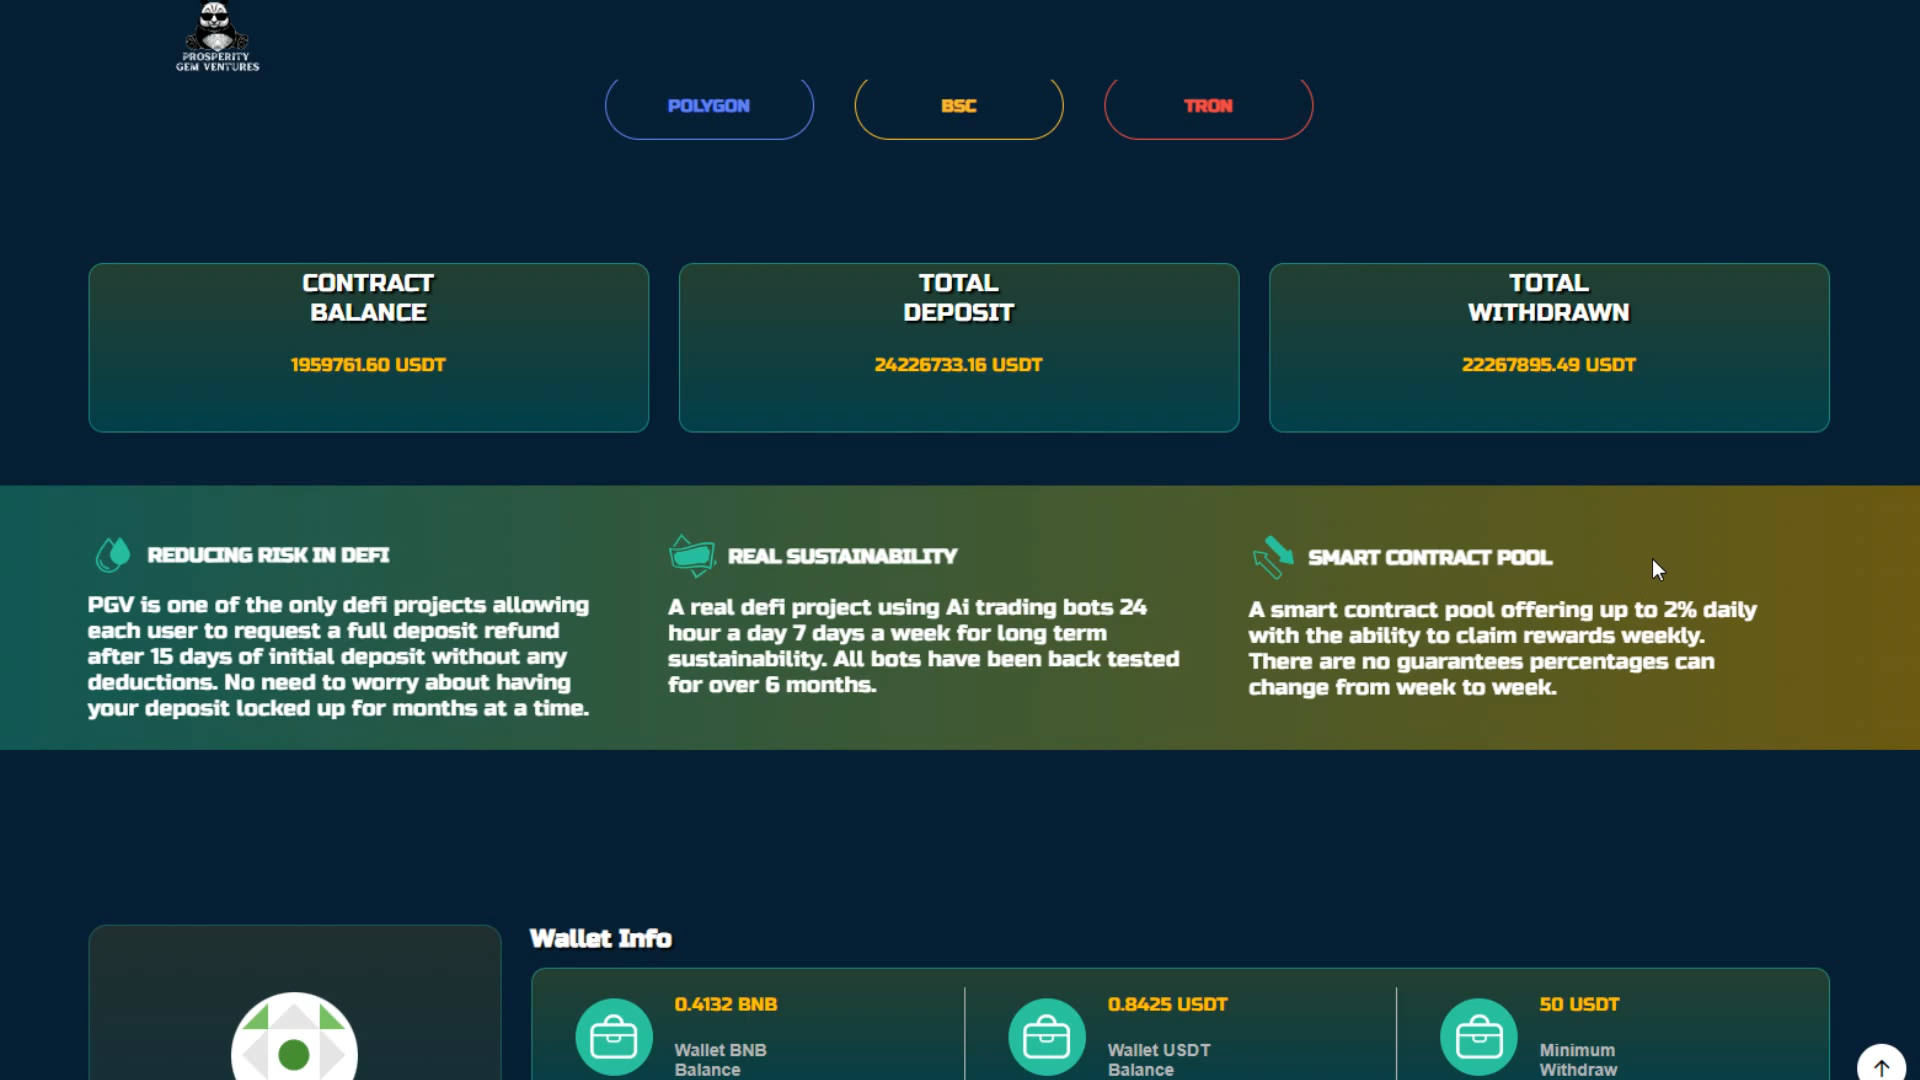 PROSPERITY
GEM VENTURES
POLYGON
BSC
TRON
CONTRACT
BALANCE
1959761.60 USDT
TOTAL
DEPOSIT
24226733.16 USDT
TOTAL
WITHDRAWN
22267895.49 USDT
REDUCING RISK IN DEFI
PGV is one of the only defi projects allowing
each user to request a full deposit refund
after 15 days of initial deposit without any
deductions. No need to worry about having
your deposit locked up for months at a time.
REAL SUSTAINABILITY
A real defi project using Ai trading bots 24
hour a day 7 days a week for long term
sustainability. All bots have been back tested
for over 6 months.
SMART CONTRACT POOL
A smart contract pool offering up to 2% daily
with the ability to claim rewards weekly.
There are no guarantees percentages can
change from week to week.
Wallet Info
0.4132 BNB
Wallet BNB
Balance
0.8425 USDT
Wallet USDT
Balance
50 USDT
Minimum
Withdraw